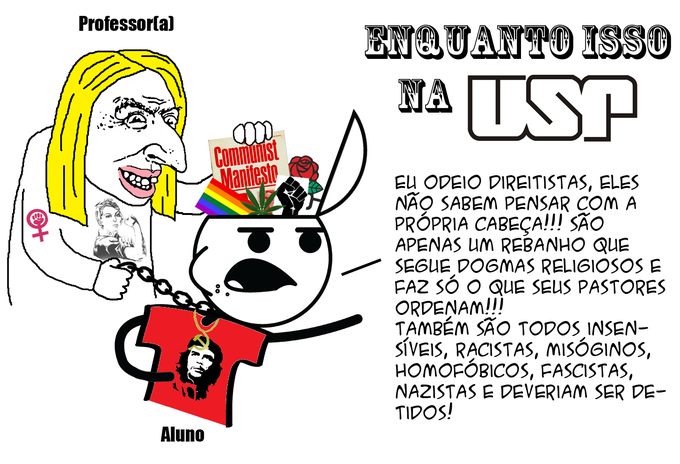 Professor(a)
ENQUANTO ISSO
NA USP
Communist
Manifesto
EU ODEIO DIREITISTAS, ELES
NÃO SABEM PENSAR COM A
PRÓPRIA CABEÇA!!! SÃO
APENAS UM REBANHO QUE
SEGUE DOGMAS RELIGIOSOS E
FAZ SÓ O QUE SEUS PASTORES
ORDENAM!!!
TAMBÉM SÃO TODOS INSEN-
SÍVEIS, RACISTAS, MISÓGINOS,
HOMOFÓBICOS, FASCISTAS,
NAZISTAS E DEVERIAM SER DE-
TIDOS!
Aluno